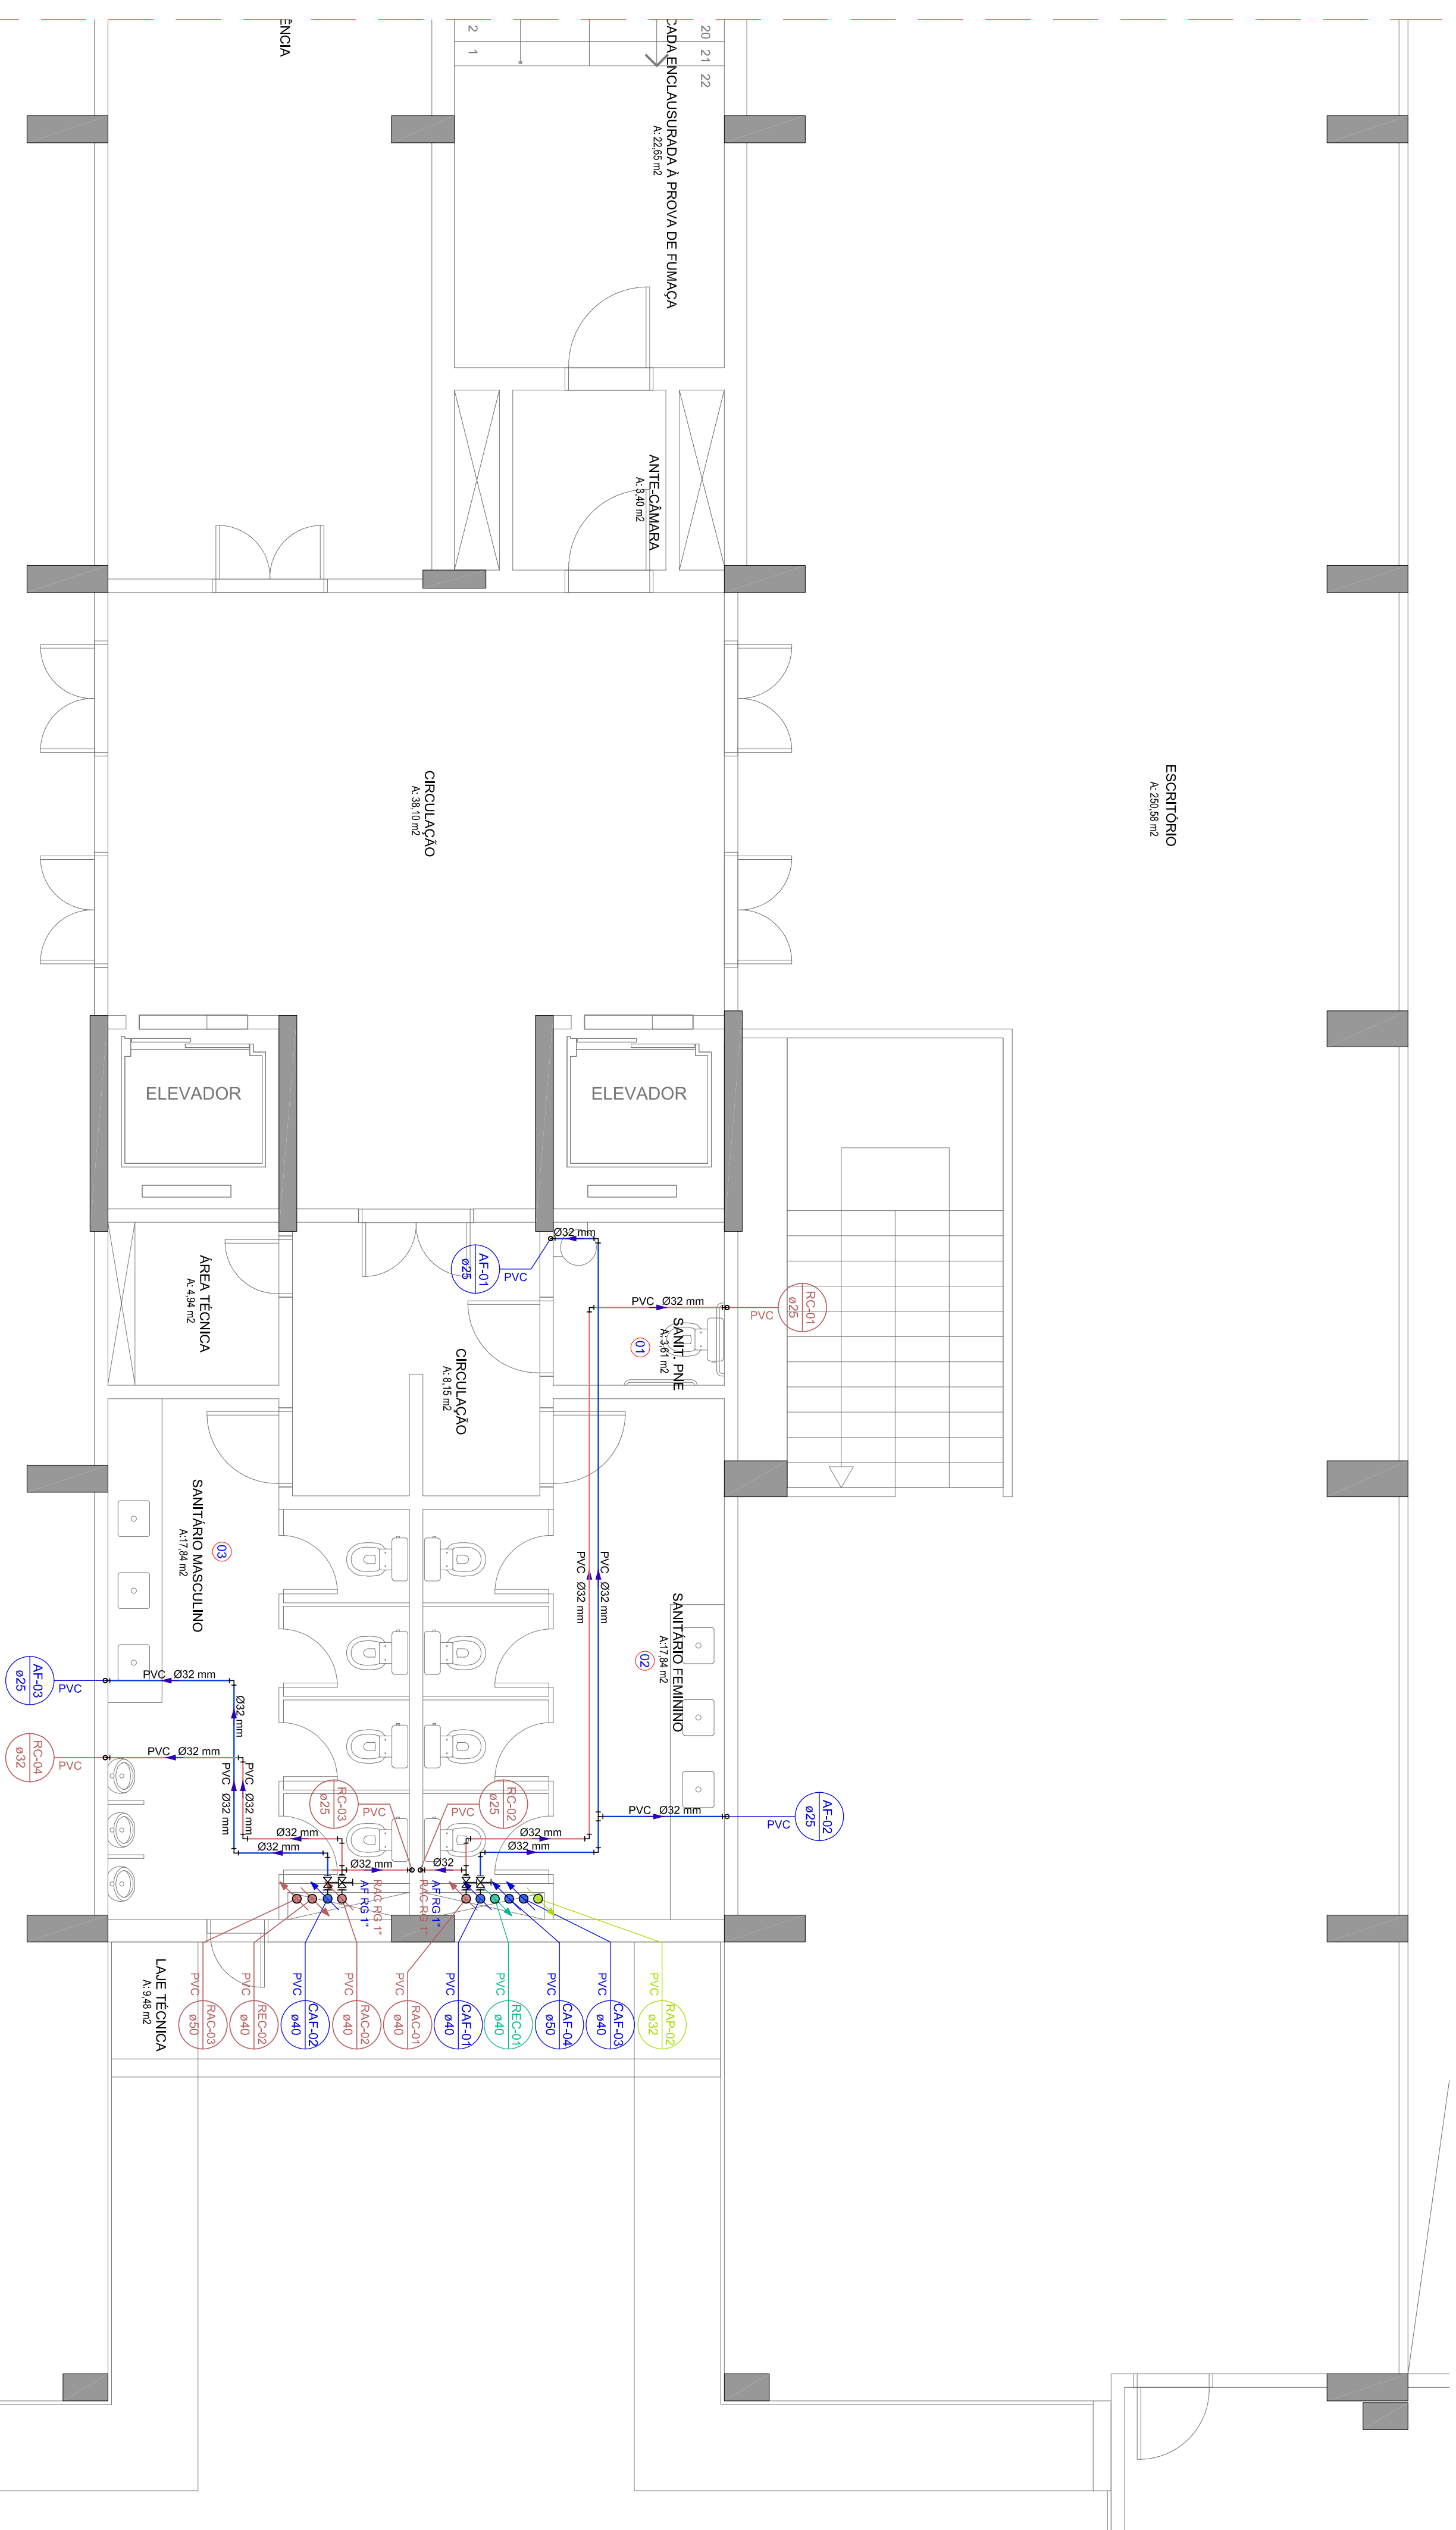 ÊNCIA
2
1
20
21
22
CADA ENCLAUSURADA À PROVA DE FUMAÇA
A: 22,65 m2
ANTE-CÂMARA
A: 3,40 m2
ESCRITÓRIO
A: 250,58 m2
CIRCULAÇÃO
A: 38,10 m2
ELEVADOR
ELEVADOR
ÁREA TÉCNICA
A: 4,94 m2
CIRCULAÇÃO
A: 8,15 m2
Ø32 mm
AF-01
ø25
PVC
PVC Ø32 mm
RC-01
ø25
PVC
SANIT. PNE
A: 3,61 m2
01
SANITÁRIO MASCULINO
A:17,84 m2
03
SANITÁRIO FEMININO
A:17,84 m2
02
PVC Ø32 mm
PVC Ø32 mm
AF-03
ø25
PVC
PVC Ø32 mm
Ø32 mm
RC-04
ø32
PVC
PVC Ø32 mm
PVC Ø32 mm
PVC Ø32 mm
RC-03
ø25
PVC
RC-02
ø25
PVC
PVC Ø32 mm
AF-02
ø25
PVC
Ø32 mm
Ø32 mm
Ø32 mm
Ø32 mm
Ø32 mm
Ø32
AF RG 1"
RAC RG 1"
RAC RG 1"
AF RG 1"
LAJE TÉCNICA
A: 9,48 m2
PVC
RAC-03
ø50
PVC
REC-02
ø40
PVC
CAF-02
ø40
PVC
RAC-02
ø40
PVC
RAC-01
ø40
PVC
CAF-01
ø40
PVC
REC-01
ø40
PVC
CAF-04
ø50
PVC
CAF-03
ø40
PVC
RAP-02
ø32